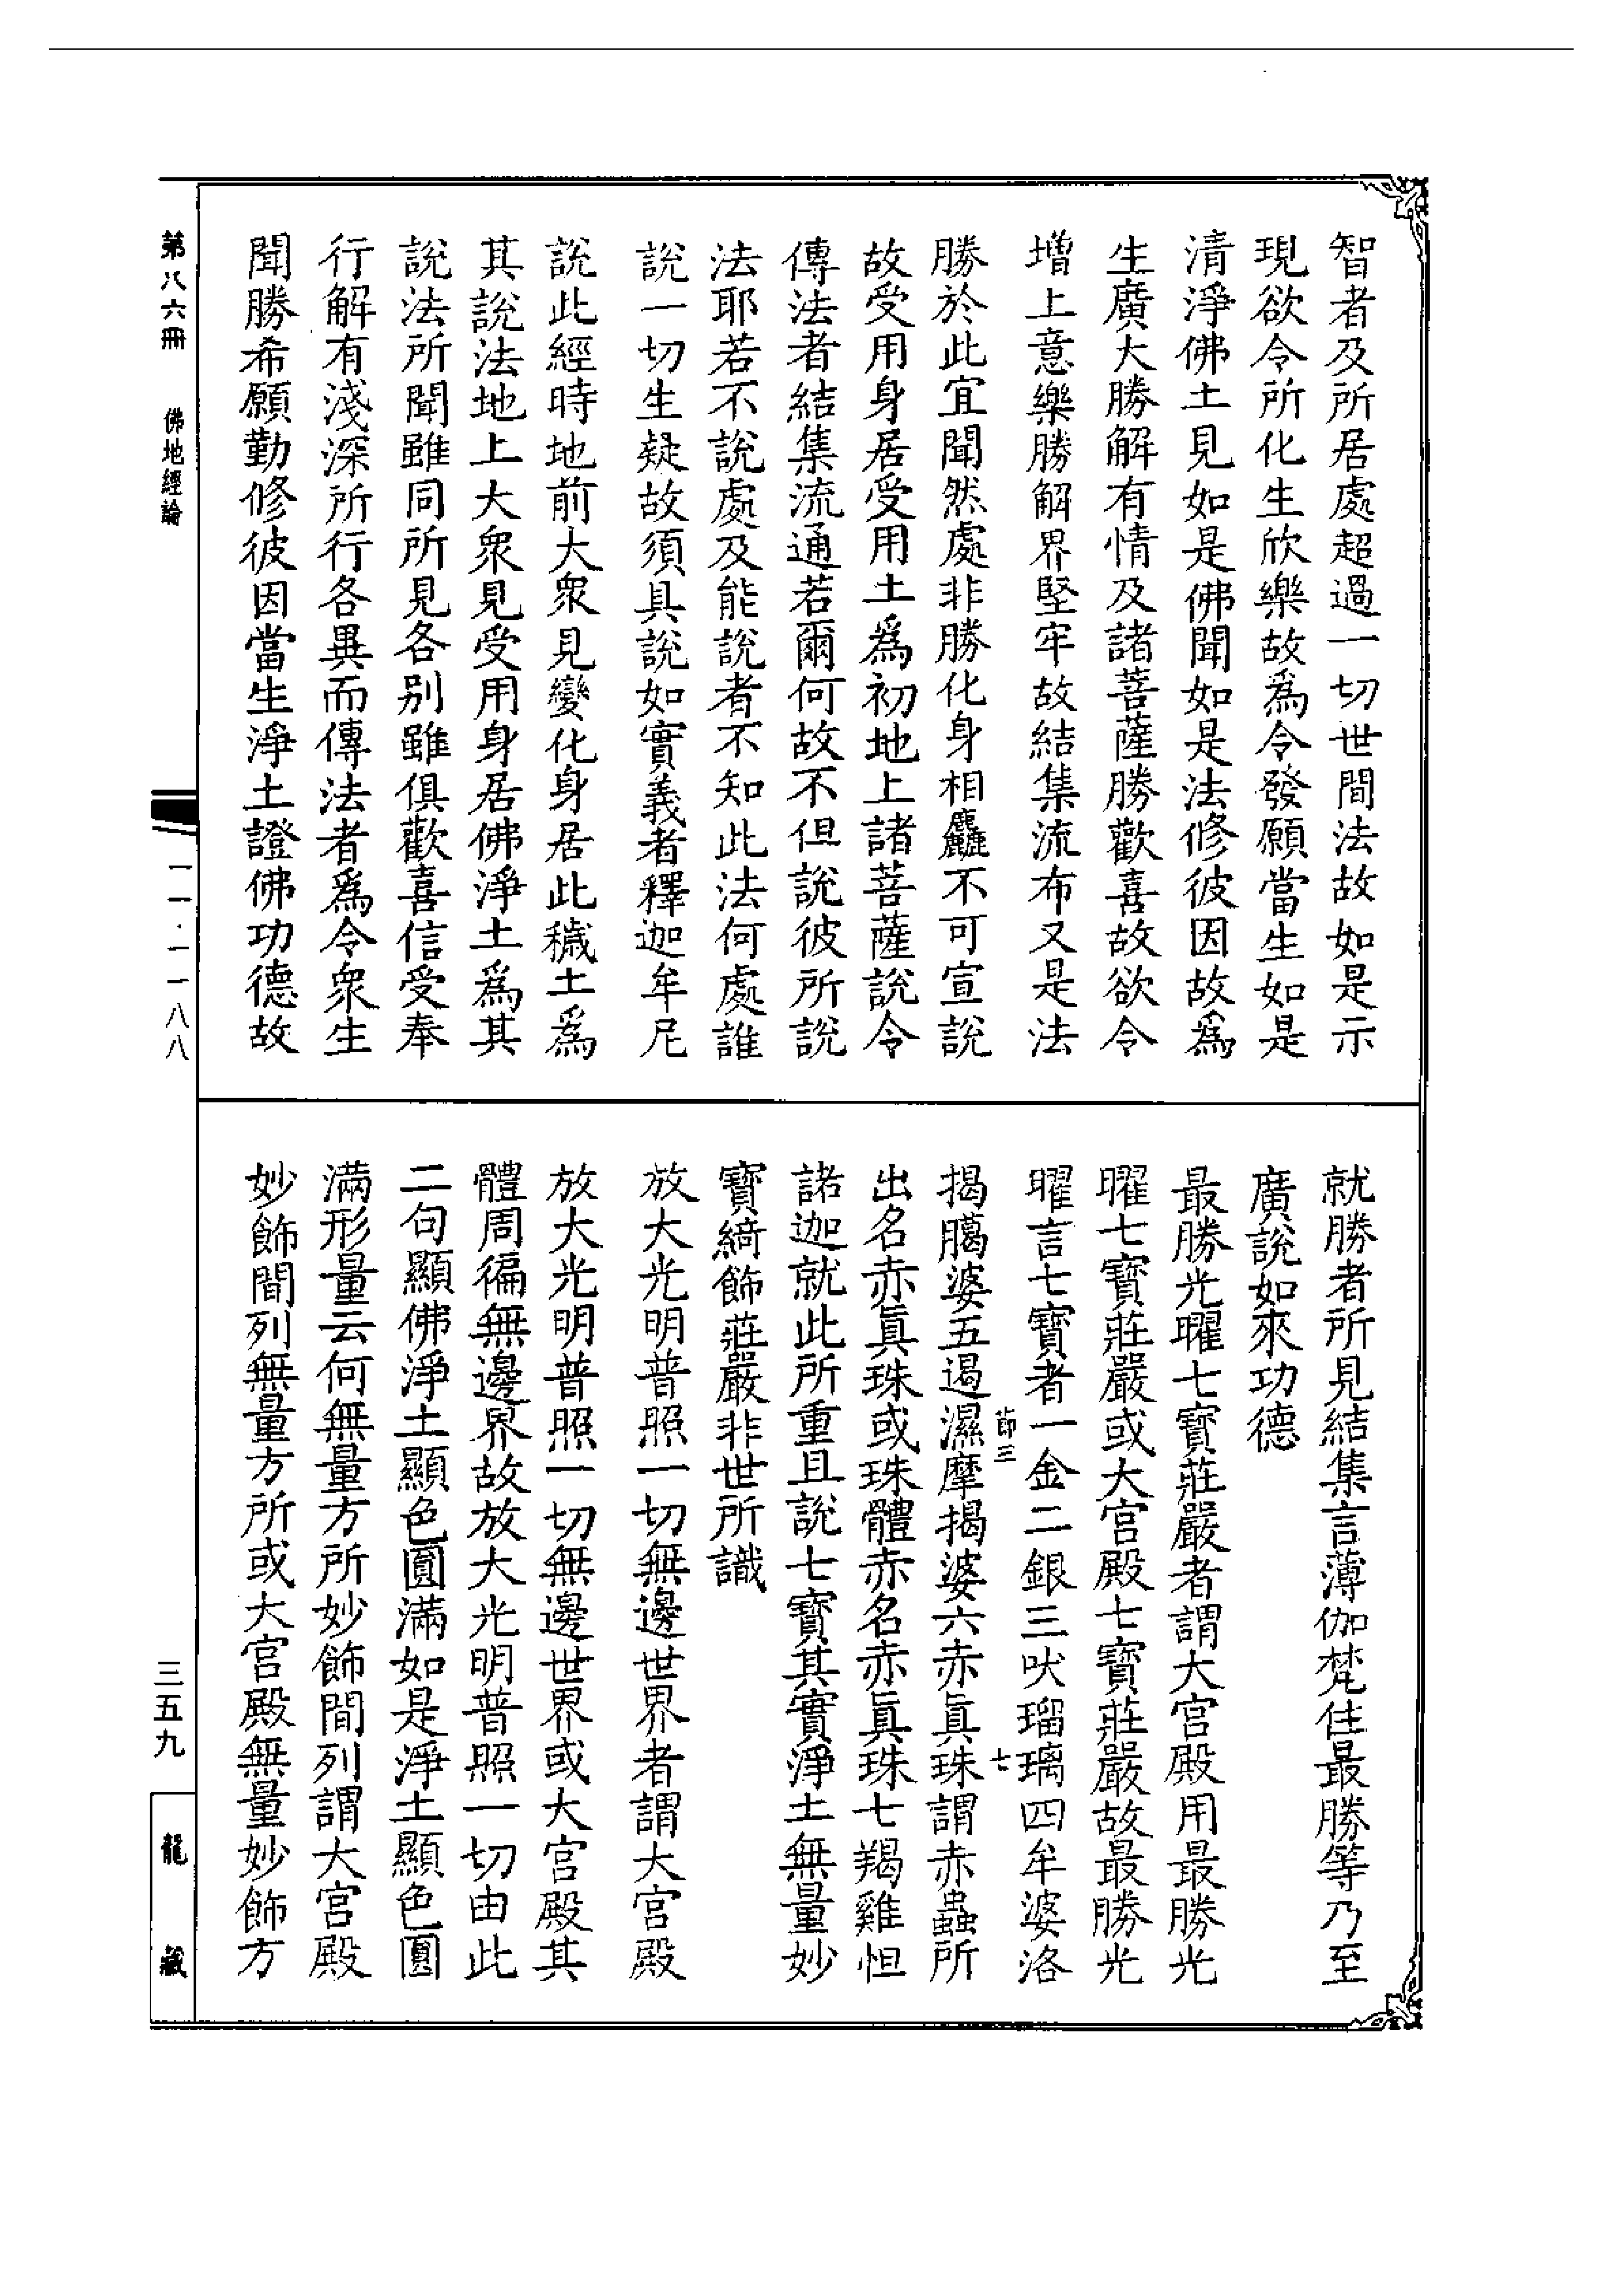 智者及所居處超過一切世間法故如是示
現欲令所化生欣樂故為令發願當生如是
清淨佛土見如是佛聞如是法修彼因故為
生廣大勝解有情及諸菩薩勝歡喜故欲令
增上意樂勝解界堅牢故結集流布又是法
勝於此宜聞然處非勝化身相麤不可宣說
故受用身居受用土為初地上諸菩薩說令
傳法者結集流通若爾何故不但說彼所說
法耶若不說處及能說者不知此法何處誰
說一切生疑故須具說如實義者釋迦牟尼
說此經時地前大眾見變化身居此穢土為
其說法地上大眾見受用身居佛淨土為其
說法所聞雖同所見各別雖俱歡喜信受奉
行解有淺深所行各異而傳法者為令眾生
聞勝希願勤修彼因當生淨土證佛功德故
就勝者所見結集言薄伽梵住最勝等乃至
廣說如來功德
最勝光曜七寶莊嚴者謂大宮殿用最勝光
曜七寶莊嚴或大宮殿七寶莊嚴故最勝光
曜言七寶者一金二銀三吠瑠璃四牟婆洛
節三 七
揭臈婆五遏濕摩揭婆六赤真珠謂赤蟲所
出名赤真珠或珠體赤名赤真珠七羯雞怛
諾迦就此所重且說七寶其實淨土無量妙
寶綺飾莊嚴非世所識
放大光明普照一切無邊世界者謂大宮殿
放大光明普照一切無邊世界或大宮殿其
體周徧無邊界故放大光明普照一切由此
二句顯佛淨土顯色圓滿如是淨土顯色圓
滿形量云何無量方所妙飾間列謂大宮殿
妙飾間列無量方所或大宮殿無量妙飾方
第八六冊 佛地經論
一一·一一八八
三五九
龍藏